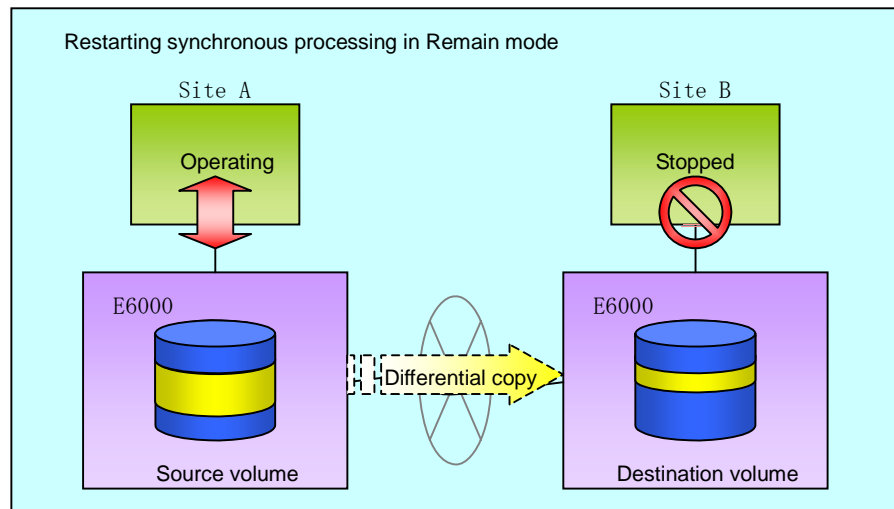 Restarting synchronous processing in Remain mode
Site A
Site B
Operating
Stopped
E6000
E6000
Differential copy
Source volume
Destination volume